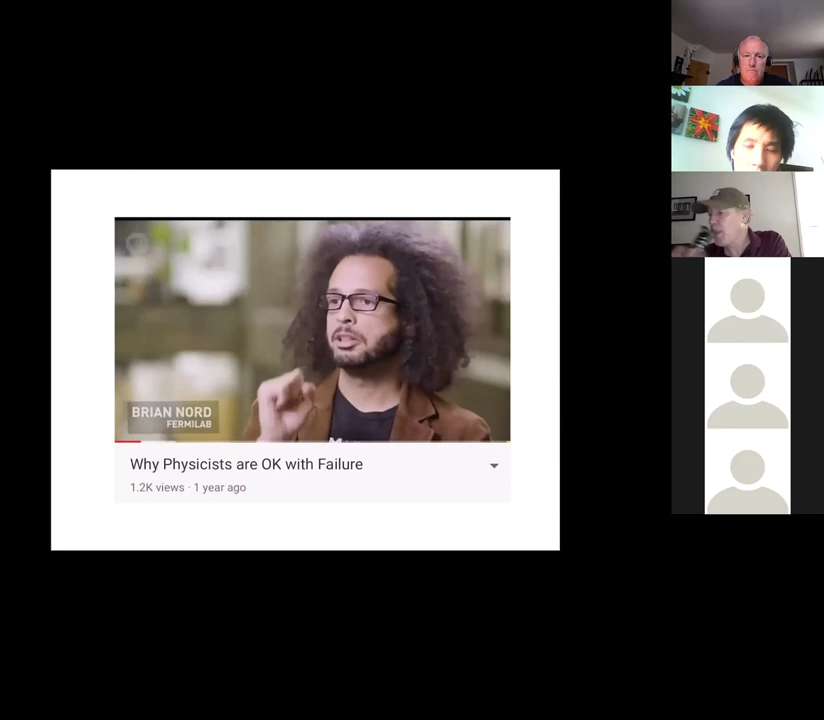 BRIAN NORD
FERMILAB
Why Physicists are OK with Failure
1.2K views · 1 year ago